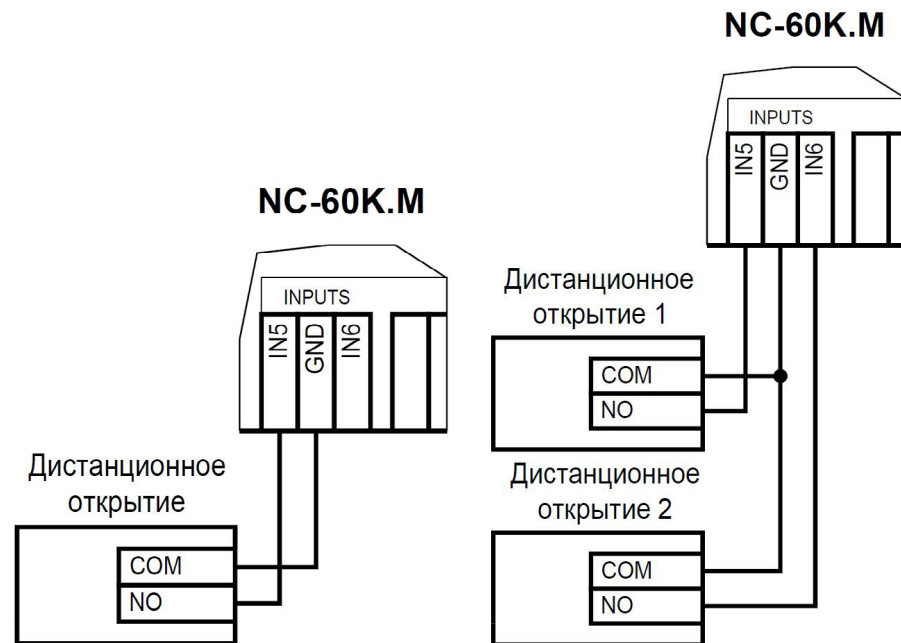 NC-60K.M
INPUTS
IN5
GND
IN6
Дистанционное
открытие
COM
NO
NC-60K.M
INPUTS
IN5
GND
IN6
Дистанционное
открытие 1
COM
NO
Дистанционное
открытие 2
COM
NO